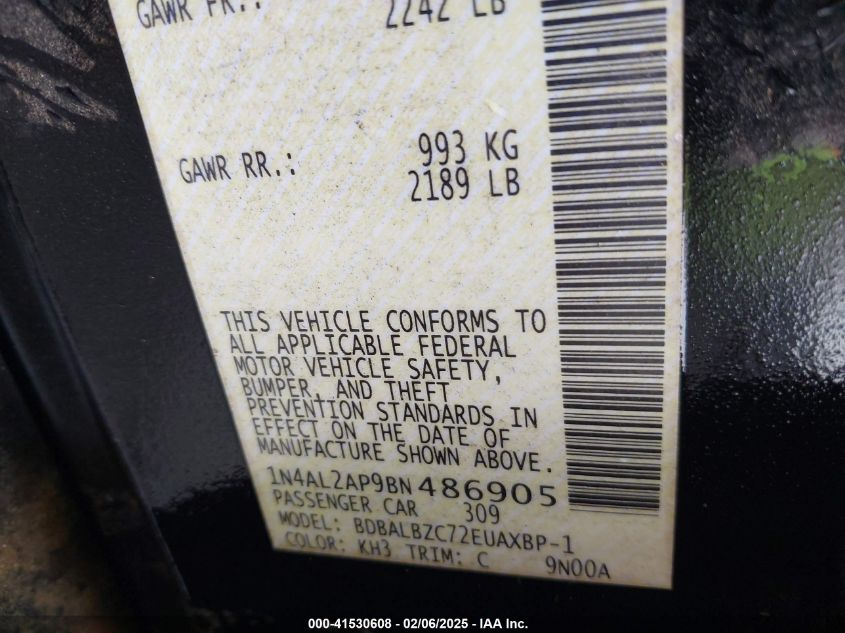 GAWR FR.:
2242 LB
GAWR RR.: 993 KG
2189 LB
THIS VEHICLE CONFORMS TO
ALL APPLICABLE FEDERAL
MOTOR VEHICLE SAFETY,
BUMPER, AND THEFT
PREVENTION STANDARDS IN
EFFECT ON THE DATE OF
MANUFACTURE SHOWN ABOVE.
1N4AL2AP9BN486905
PASSENGER CAR 309
MODEL: BDBALBZC72EUAXBP-1
COLOR: KH3 TRIM: C 9N00A
000-41530608 - 02/06/2025 - IAA Inc.